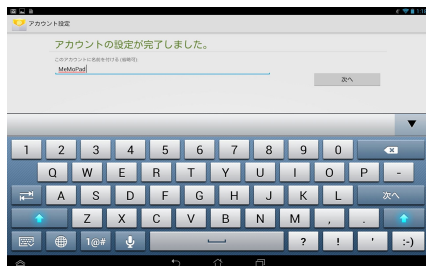 アカウント設定
アカウントの設定が完了しました。
このアカウントに名前を付ける(省略可)
MeMoPad
次へ
1 2 3 4 5 6 7 8 9 0
Q W E R T Y U I O P -
A S D F G H J K L 次へ
Z X C V B N M , .
1@# ? ! ' :-)